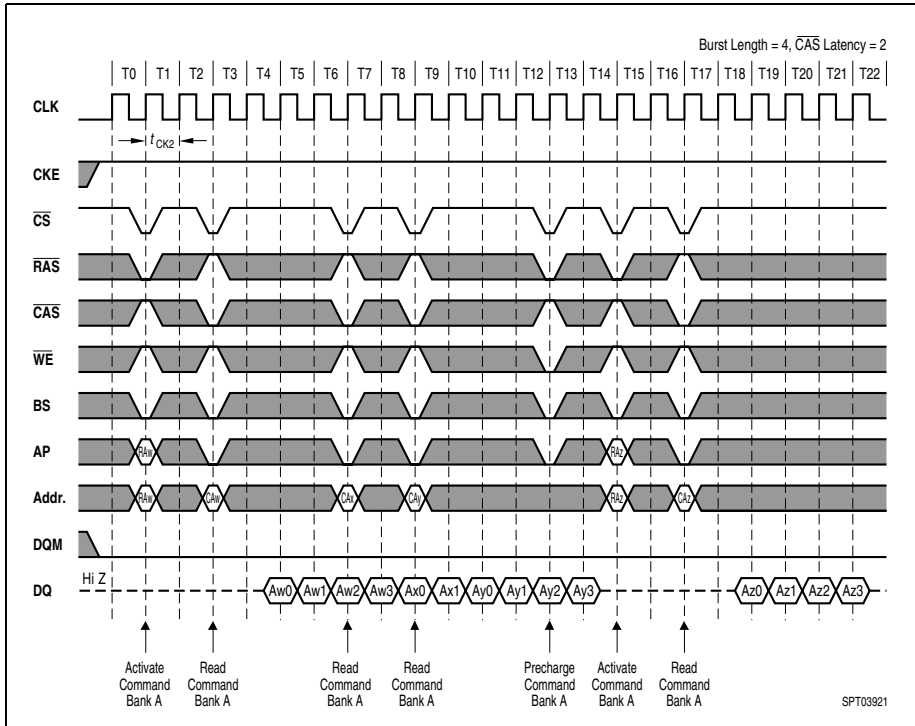 Burst Length = 4, CAS Latency = 2
T0 T1 T2 T3 T4 T5 T6 T7 T8 T9 T10 T11 T12 T13 T14 T15 T16 T17 T18 T19 T20 T21 T22
CLK
t CK2
CKE
CS
RAS
CAS
WE
BS
AP RAw RAz
Addr. RAw CAw CAx CAy RAz CAz
DQM
Hi Z
DQ Aw0 Aw1 Aw2 Aw3 Ax0 Ax1 Ay0 Ay1 Ay2 Ay3 Az0 Az1 Az2 Az3
Activate Read Read Read Precharge Activate Read
Command Command Command Command Command Command Command
Bank A Bank A Bank A Bank A Bank A Bank A Bank A
SPT03921